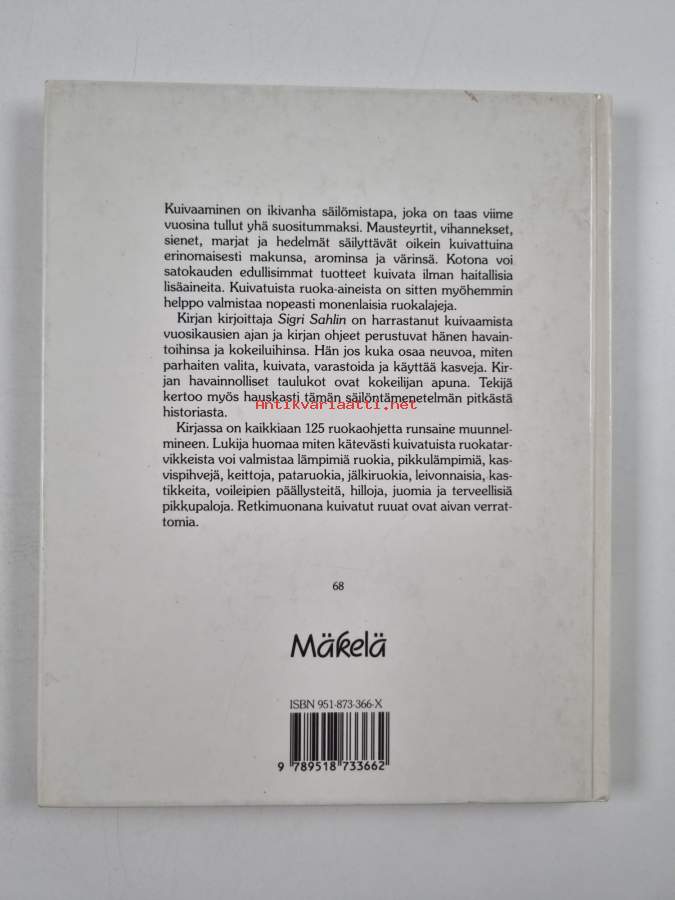 Kuivaaminen on ikivanha säilömistapa, joka on taas viime
vuosina tullut yhä suositummaksi. Mausteyrtit, vihannekset,
sienet, marjat ja hedelmät säilyttävät oikein kuivattuina
erinomaisesti makunsa, arominsa ja värinsä. Kotona voi
satokauden edullisimmat tuotteet kuivata ilman haitallisia
lisäaineita. Kuivatuista ruoka-aineista on sitten myöhemmin
helppo valmistaa nopeasti monenlaisia ruokalajeja.
Kirjan kirjoittaja Sigri Sahlin on harrastanut kuivaamista
vuosikausien ajan ja kirjan ohjeet perustuvat hänen havain-
toihinsa ja kokeiluihinsa. Hän jos kuka osaa neuvoa, miten
parhaiten valita, kuivata, varastoida ja käyttää kasveja. Kir-
jan havainnolliset taulukot ovat kokeilijan apuna. Tekijä
kertoo myös hauskasti tämän säilöntämenetelmän pitkästä
historiasta.
Antikvariaatti.net
Kirjassa on kaikkiaan 125 ruokaohjetta runsaine muunnel-
mineen. Lukija huomaa miten kätevästi kuivatuista ruokatar-
vikkeista voi valmistaa lämpimiä ruokia, pikkulämpimiä, kas-
vispihvejä, keittoja, pataruokia, jälkiruokia, leivonnaisia, kas-
tikkeita, voileipien päällysteitä, hilloja, juomia ja terveellisiä
pikkupaloja. Retkimuonana kuivatut ruuat ovat aivan verrat-
tomia.
68
Mäkelä
ISBN 951-873-366-X
9 789518 733662